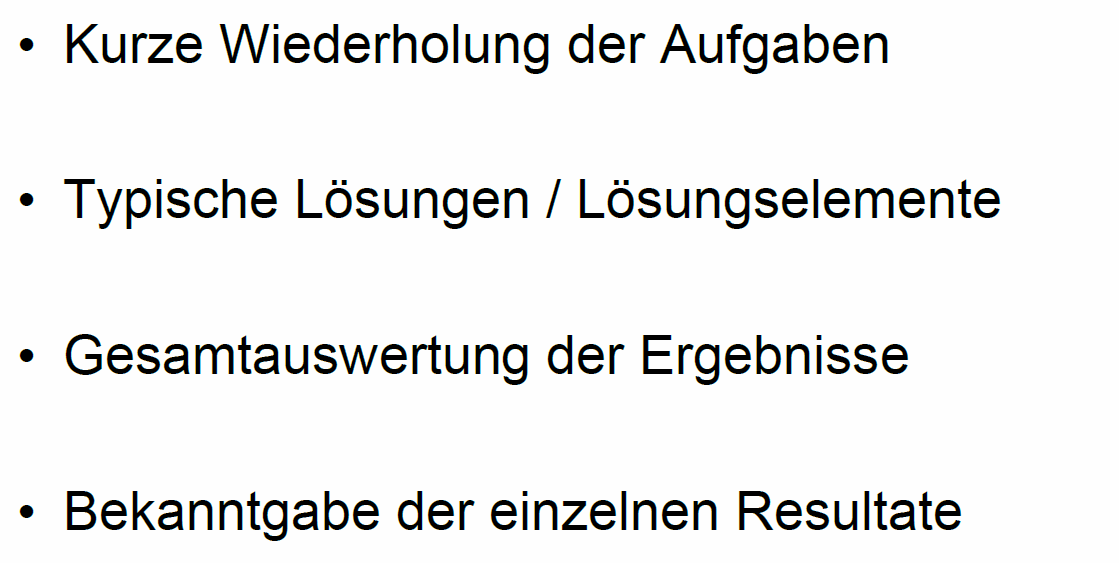 • Kurze Wiederholung der Aufgaben
• Typische Lösungen / Lösungselemente
• Gesamtauswertung der Ergebnisse
• Bekanntgabe der einzelnen Resultate